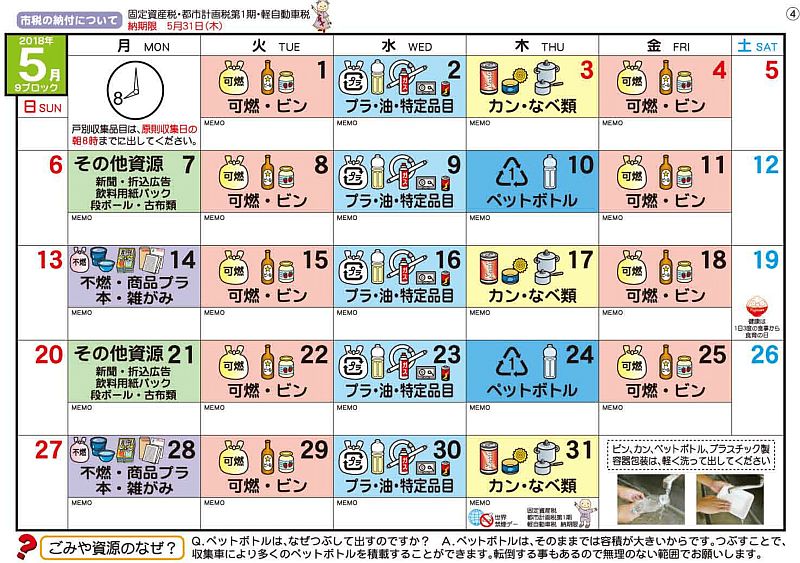 市税の納付について
固定資産税・都市計画税第1期・軽自動車税
納期限 5月31日(木)
④
2018年
5月
9ブロック
日 SUN
月 MON
火 TUE
水 WED
木 THU
金 FRI
土 SAT
8
戸別収集品目は、原則収集日の
朝8時までに出してください。
可燃 1
可燃・ビン
MEMO
プラ 2
プラ・油・特定品目
MEMO
3
カン・なべ類
MEMO
可燃 4
可燃・ビン
MEMO
5
6
その他資源 7
新聞・折込広告
飲料用紙パック
段ボール・古布類
MEMO
可燃 8
可燃・ビン
MEMO
プラ 9
プラ・油・特定品目
MEMO
1 10
ペットボトル
MEMO
可燃 11
可燃・ビン
MEMO
12
13
不燃 14
不燃・商品プラ
本・雑がみ
MEMO
可燃 15
可燃・ビン
MEMO
プラ 16
プラ・油・特定品目
MEMO
17
カン・なべ類
MEMO
可燃 18
可燃・ビン
MEMO
19
健康は
1日3度の食事から
食育の日
20
その他資源 21
新聞・折込広告
飲料用紙パック
段ボール・古布類
MEMO
可燃 22
可燃・ビン
MEMO
プラ 23
プラ・油・特定品目
MEMO
1 24
ペットボトル
MEMO
可燃 25
可燃・ビン
MEMO
26
27
不燃 28
不燃・商品プラ
本・雑がみ
MEMO
可燃 29
可燃・ビン
MEMO
プラ 30
プラ・油・特定品目
MEMO
31
カン・なべ類
MEMO
世界
禁煙デー
固定資産税
都市計画税第1期
軽自動車税 納期限
ビン、カン、ペットボトル、プラスチック製
容器包装は、軽く洗って出してください
ごみや資源のなぜ?
Q.ペットボトルは、なぜつぶして出すのですか? A.ペットボトルは、そのままでは容積が大きいからです。つぶすことで、
収集車により多くのペットボトルを積載することができます。転倒する事もあるので無理のない範囲でお願いします。